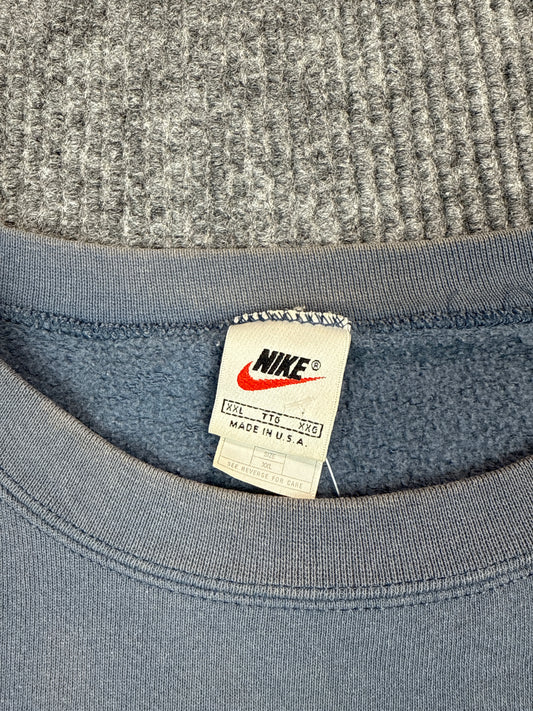 NIKE®
XXL TTG XXG
MADE IN U.S.A.
SIZE
XXL
SEE REVERSE FOR CARE